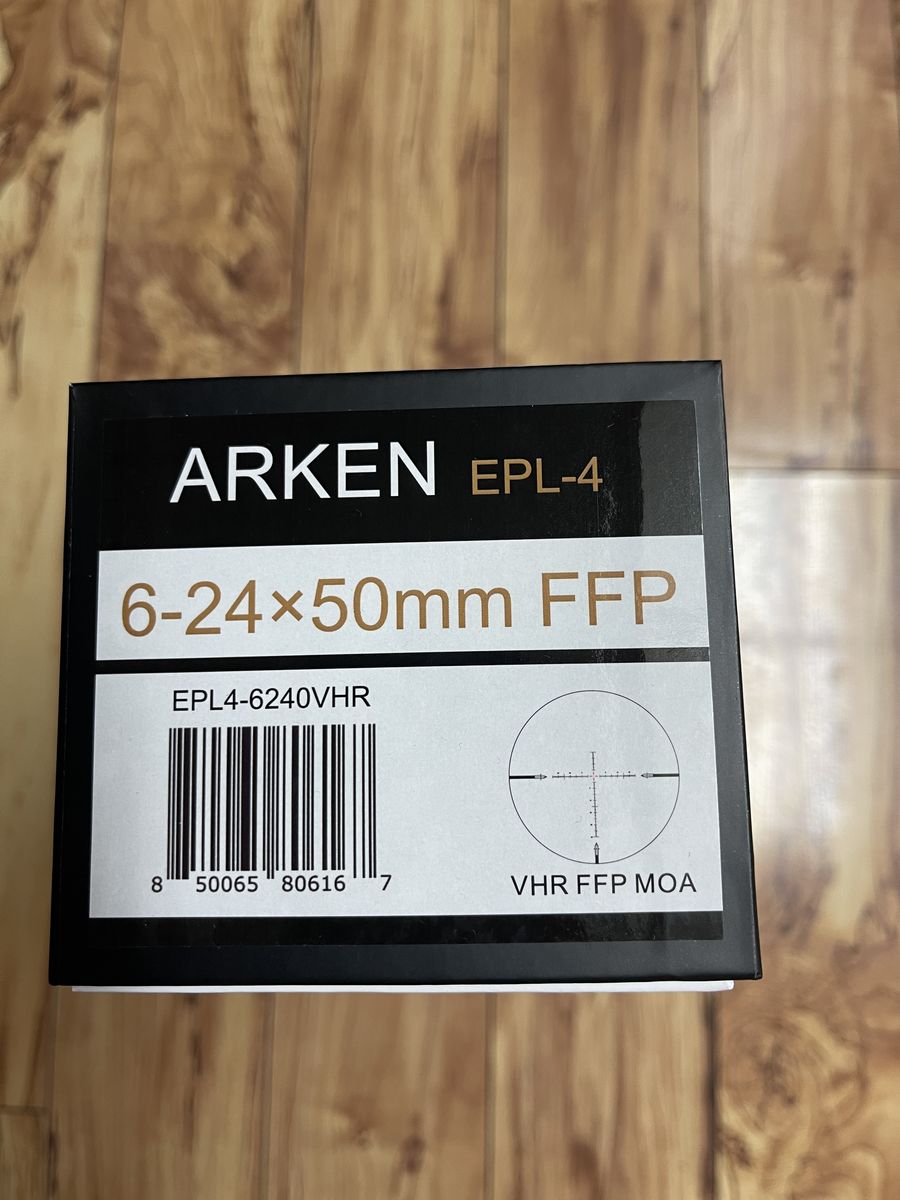 ARKEN EPL-4
6-24×50mm FFP
EPL4-6240VHR
8 50065 80616 7
VHR FFP MOA